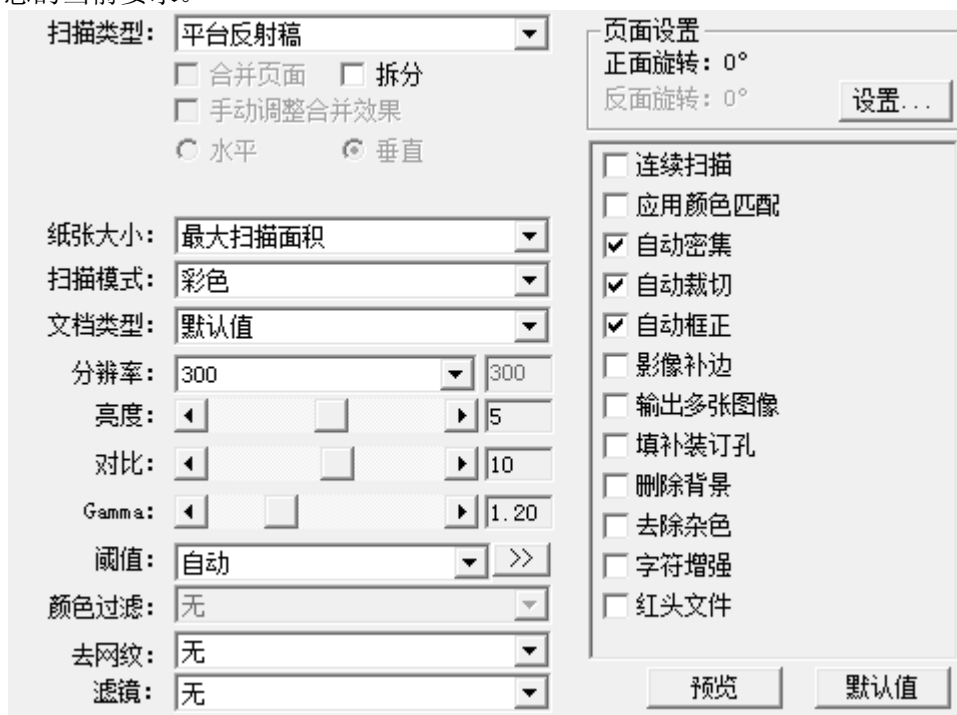 扫描类型: 平台反射稿
合并页面 拆分
手动调整合并效果
水平 垂直
纸张大小: 最大扫描面积
扫描模式: 彩色
文档类型: 默认值
分辨率: 300 300
亮度: 5
对比: 10
Gamma: 1.20
阈值: 自动 >>
颜色过滤: 无
去网纹: 无
滤镜: 无
页面设置
正面旋转: 0°
反面旋转: 0° 设置...
连续扫描
应用颜色匹配
自动密集
自动裁切
自动框正
影像补边
输出多张图像
填补装订孔
删除背景
去除杂色
字符增强
红头文件
预览 默认值